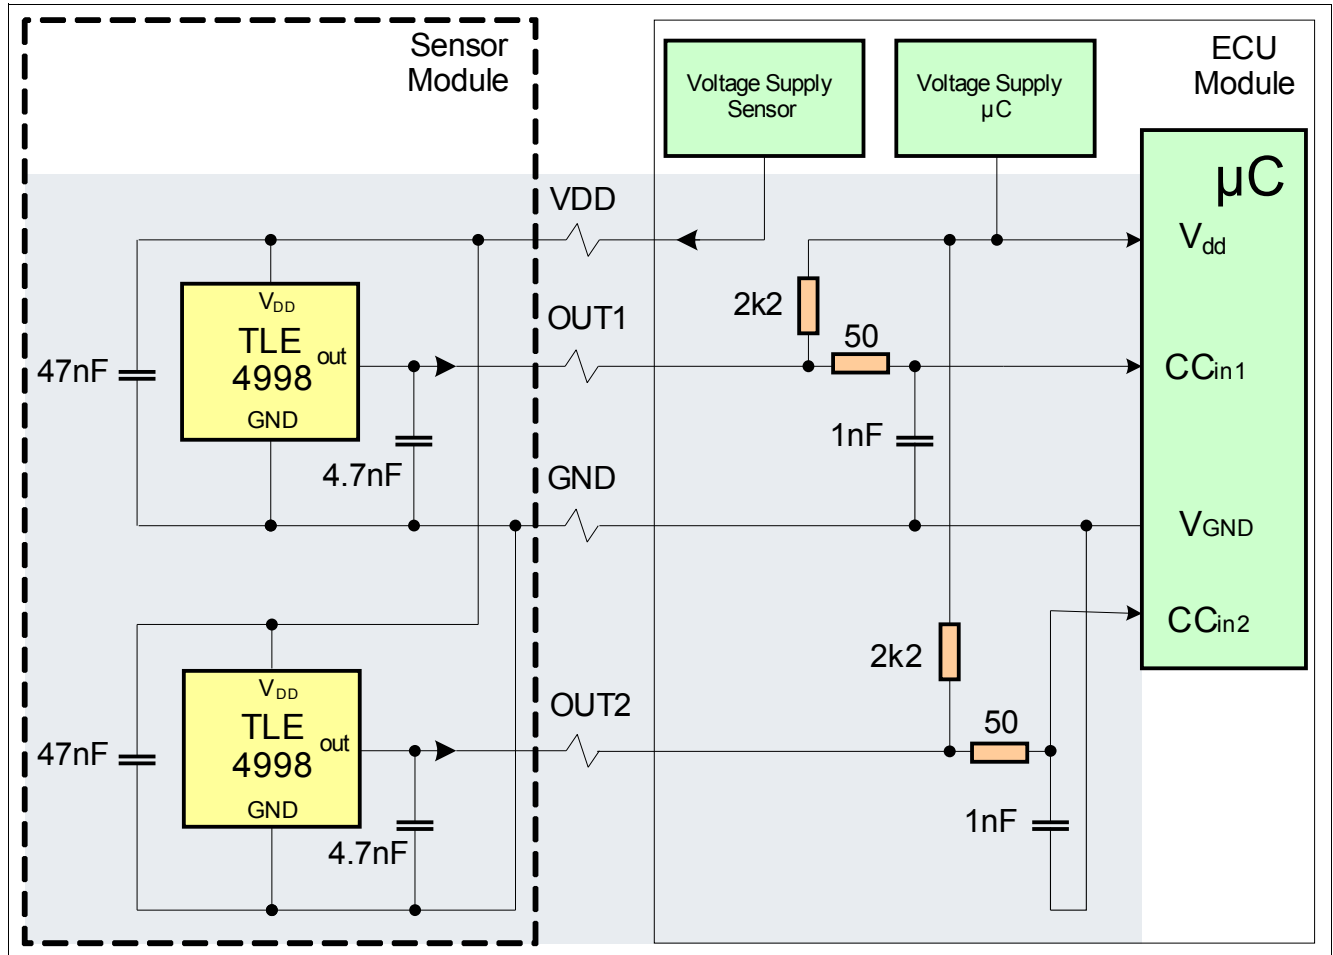 Sensor
Module
Voltage Supply
Sensor
Voltage Supply
µC
ECU
Module
µC
VDD
Vdd
VDD
TLE
4998
out
GND
47nF
4.7nF
OUT1
2k2
50
CCin1
1nF
GND
VGND
CCin2
2k2
VDD
TLE
4998
out
GND
47nF
4.7nF
OUT2
50
1nF